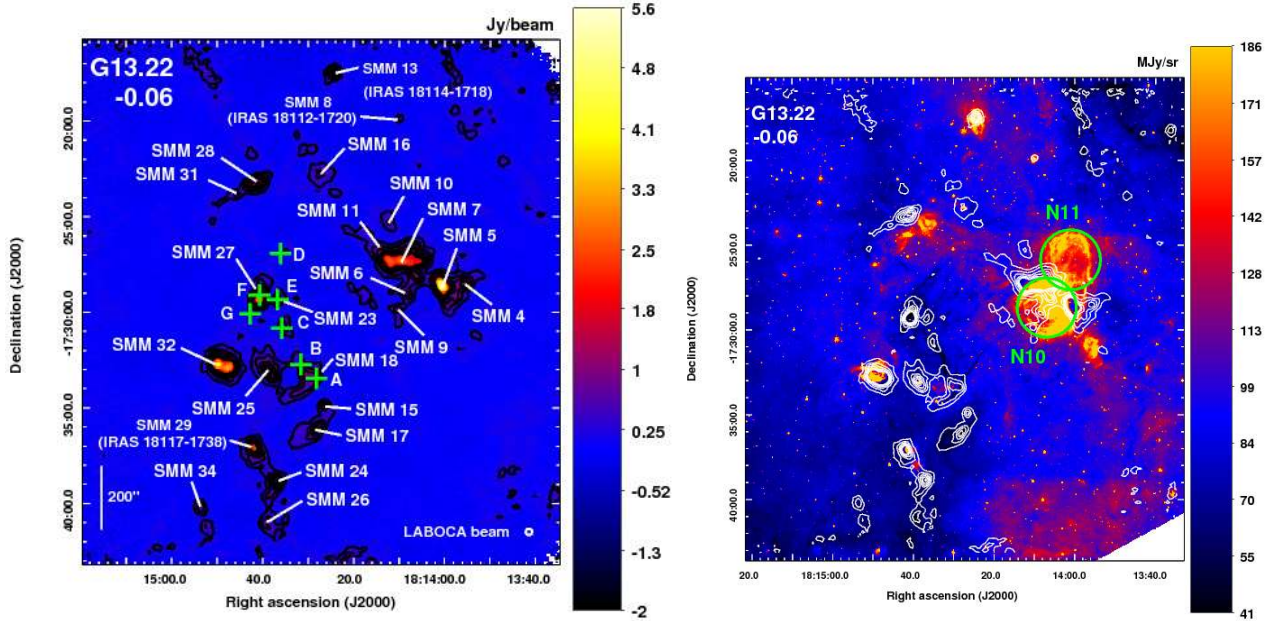 Jy/beam
G13.22
-0.06
SMM 13
(IRAS 18114-1718)
SMM 8
(IRAS 18112-1720)
SMM 28
SMM 16
SMM 31
SMM 10
SMM 11
SMM 7
SMM 5
SMM 27
D
SMM 6
F
E
G
SMM 23
SMM 4
C
SMM 9
SMM 32
B
SMM 18
A
SMM 25
SMM 15
SMM 29
(IRAS 18117-1738)
SMM 17
SMM 34
SMM 24
200"
SMM 26
LABOCA beam
20:00.0
25:00.0
-17:30:00.0
35:00.0
40:00.0
Declination (J2000)
15:00.0
40.0
20.0
18:14:00.0
13:40.0
Right ascension (J2000)
5.6
4.8
4.1
3.3
2.5
1.8
1
0.25
-0.52
-1.3
-2
MJy/sr
G13.22
-0.06
N11
N10
20:00.0
25:00.0
-17:30:00.0
35:00.0
40:00.0
Declination (J2000)
20.0
18:15:00.0
40.0
20.0
14:00.0
13:40.0
Right ascension (J2000)
186
171
157
142
128
113
99
84
70
55
41